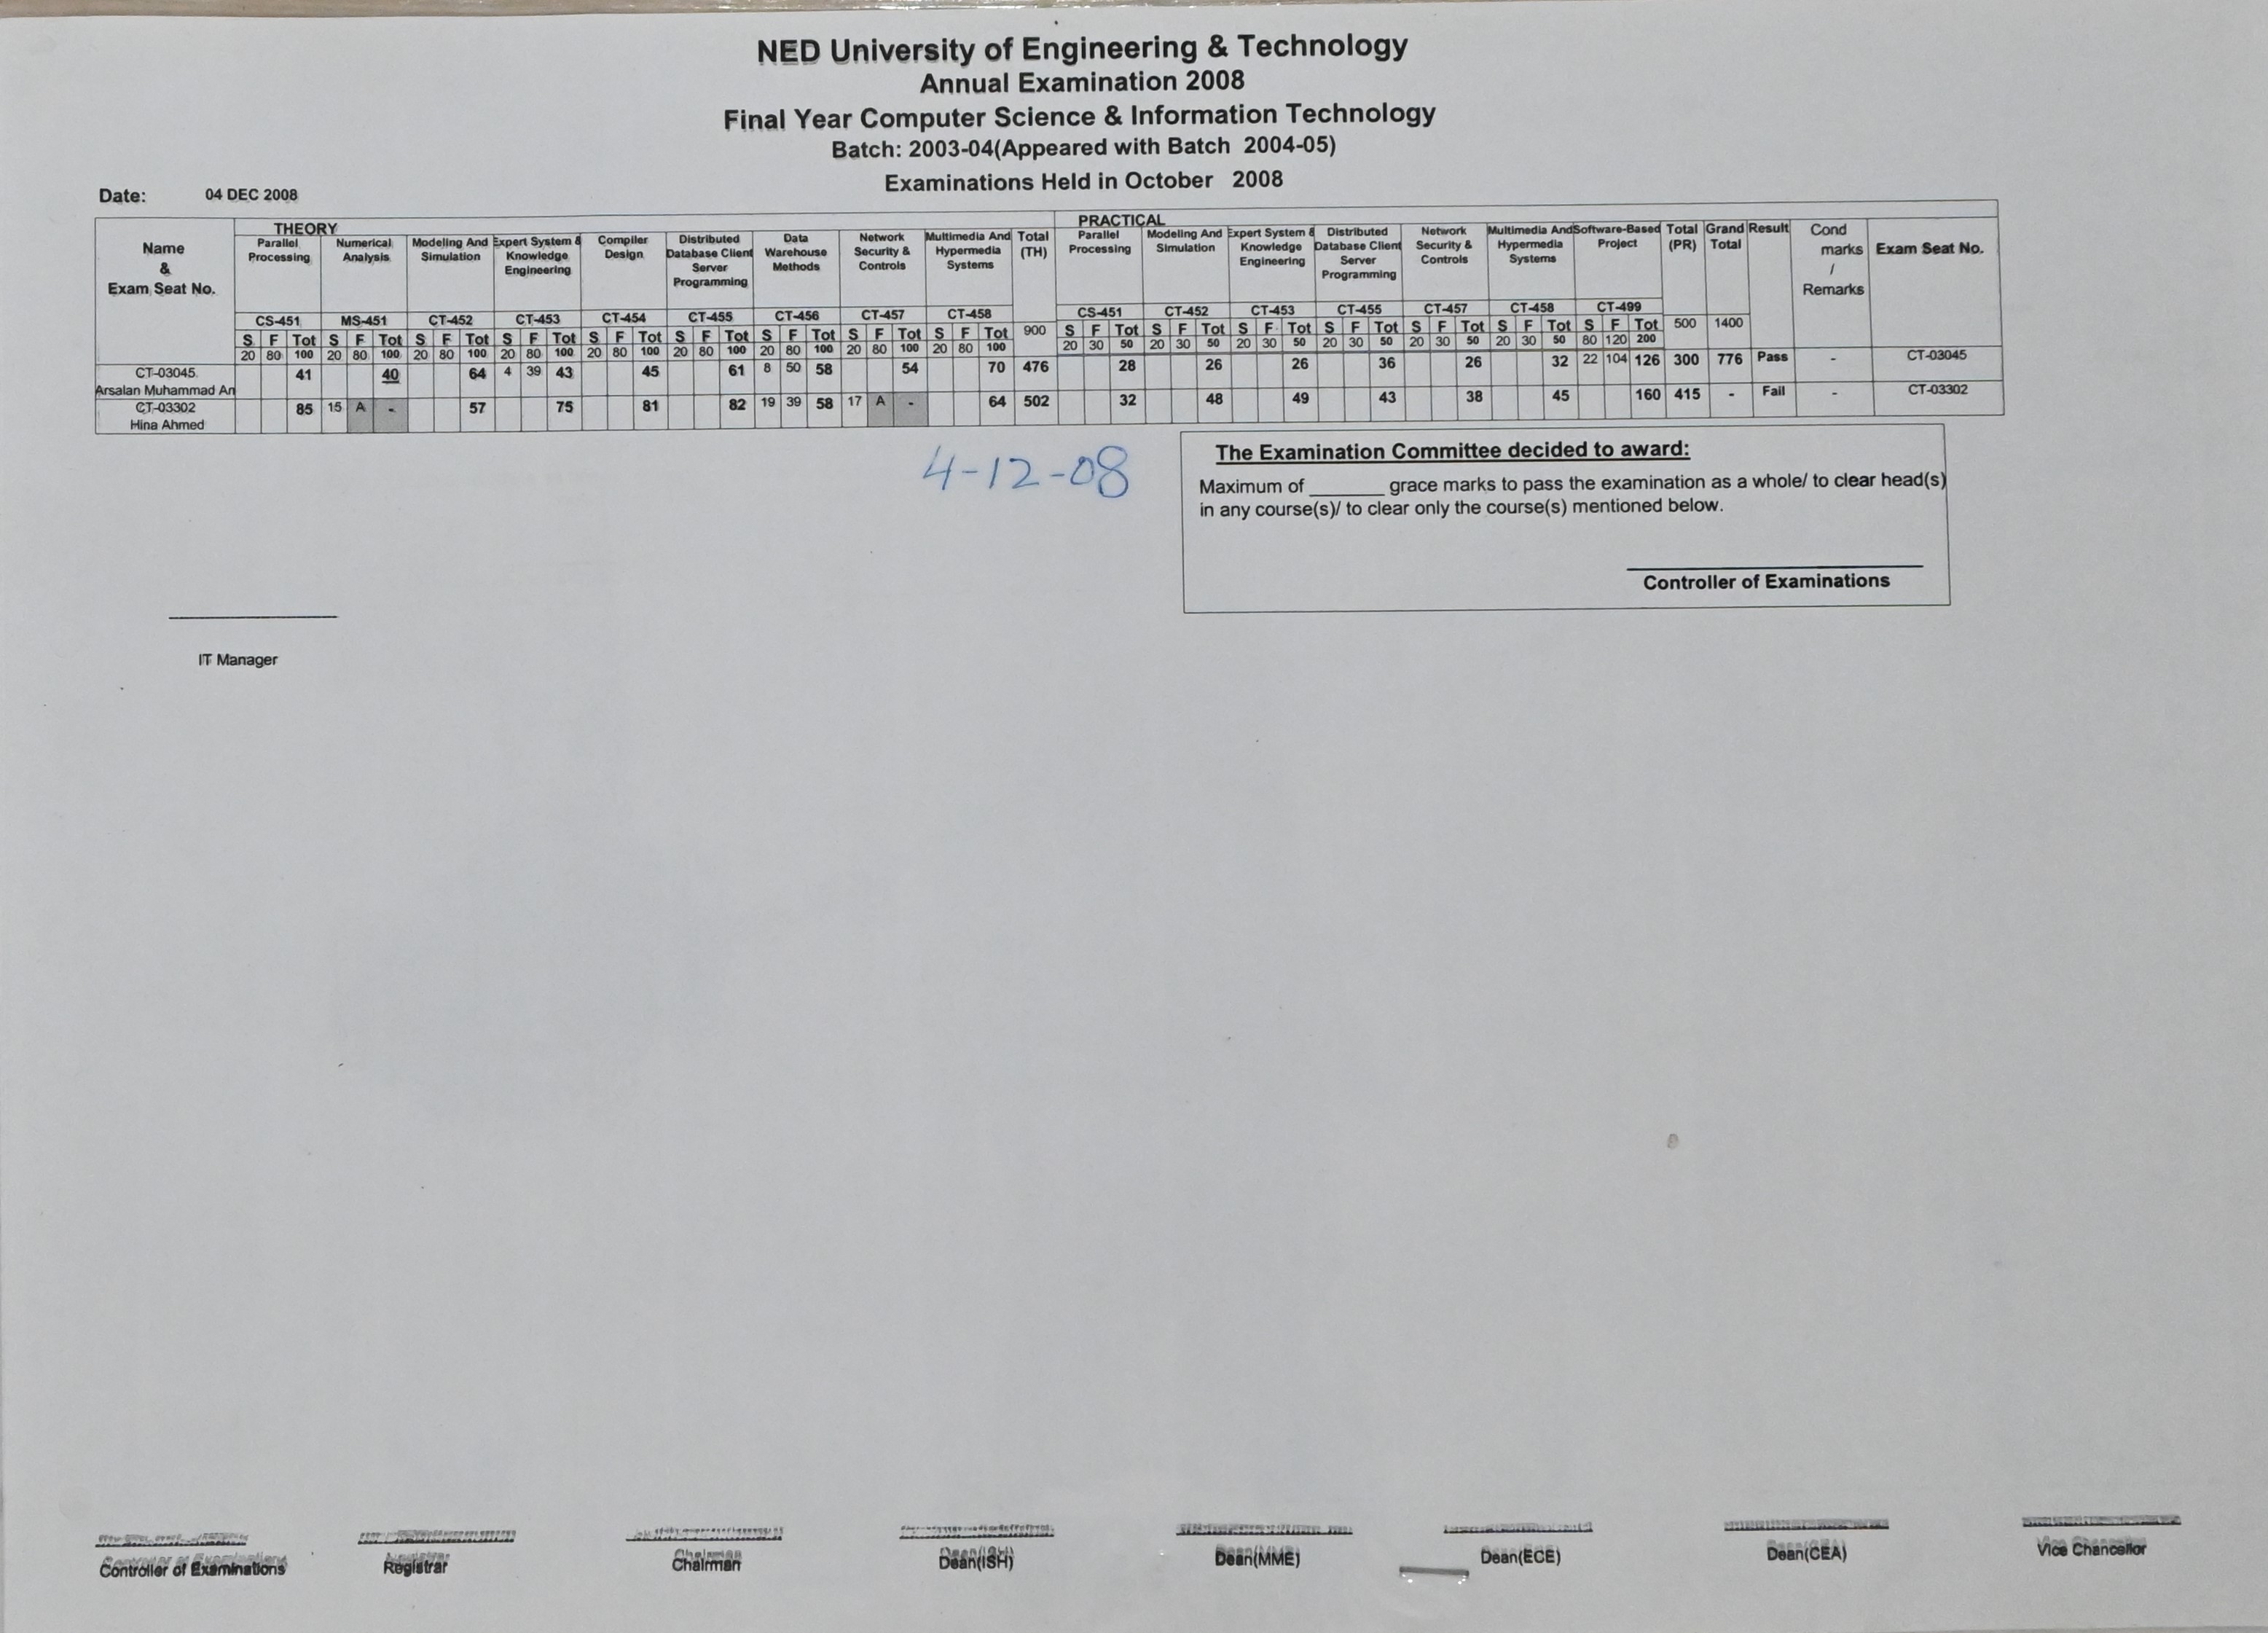 NED University of Engineering & Technology
Annual Examination 2008
Final Year Computer Science & Information Technology
Batch: 2003-04(Appeared with Batch 2004-05)
Examinations Held in October 2008
Date: 04 DEC 2008
THEORY PRACTICAL
Name & Exam Seat No. Parallel Processing Numerical Analysis Modeling And Simulation Expert System & Knowledge Engineering Compiler Design Distributed Database Client Server Programming Data Warehouse Methods Network Security & Controls Multimedia And Hypermedia Systems Total (TH) Parallel Processing Modeling And Simulation Expert System & Knowledge Engineering Distributed Database Client Server Programming Network Security & Controls Multimedia And Hypermedia Systems Software-Based Project Total (PR) Grand Total Result Cond marks / Remarks Exam Seat No.
CS-451 MS-451 CT-452 CT-453 CT-454 CT-455 CT-456 CT-457 CT-458 CS-451 CT-452 CT-453 CT-455 CT-457 CT-458 CT-499
S F Tot S F Tot S F Tot S F Tot S F Tot S F Tot S F Tot S F Tot S F Tot 900 S F Tot S F Tot S F Tot S F Tot S F Tot S F Tot S F Tot 500 1400
20 80 100 20 80 100 20 80 100 20 80 100 20 80 100 20 80 100 20 80 100 20 80 100 20 80 100 20 30 50 20 30 50 20 30 50 20 30 50 20 30 50 20 30 50 80 120 200
CT-03045 41 40 64 4 39 43 45 61 8 50 58 54 70 476 28 26 26 36 26 32 22 104 126 300 776 Pass - CT-03045
Arsalan Muhammad An
CT-03302 85 15 A - 57 75 81 82 19 39 58 17 A - 64 502 32 48 49 43 38 45 160 415 - Fail - CT-03302
Hina Ahmed
4-12-08
The Examination Committee decided to award:
Maximum of _______ grace marks to pass the examination as a whole/ to clear head(s)
in any course(s)/ to clear only the course(s) mentioned below.
Controller of Examinations
IT Manager
Controller of Examinations Registrar Chairman Dean(ISH) Dean(MME) Dean(ECE) Dean(CEA) Vice Chancellor